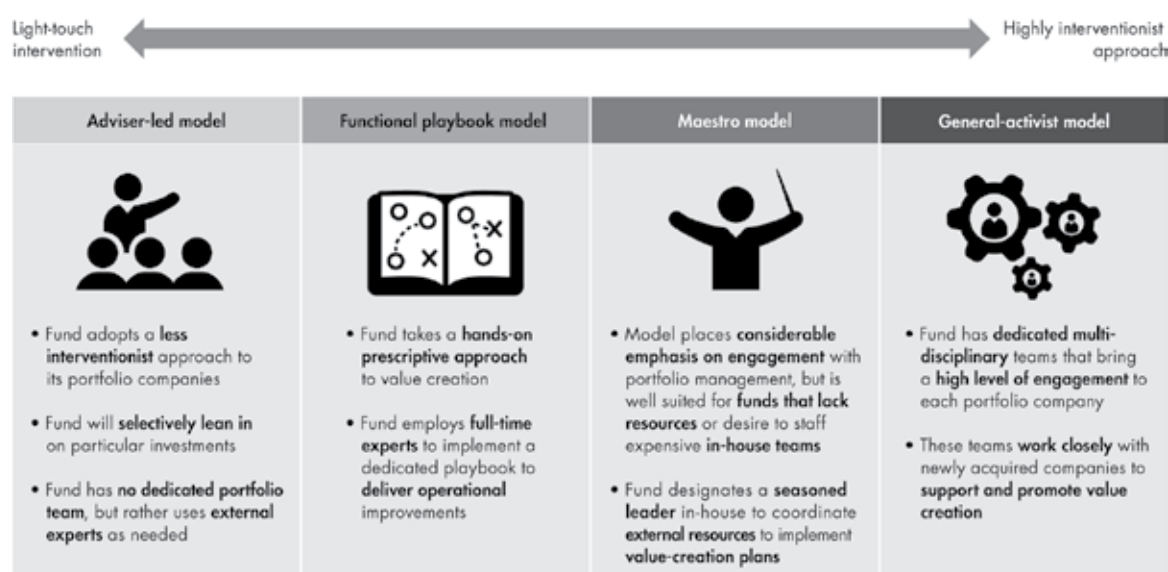 Light-touch
intervention
Highly interventionist
approach
Adviser-led model
Functional playbook model
Maestro model
General-activist model
• Fund adopts a less
interventionist approach to
its portfolio companies
• Fund will selectively lean in
on particular investments
• Fund has no dedicated portfolio
team, but rather uses external
experts as needed
• Fund takes a hands-on
prescriptive approach
to value creation
• Fund employs full-time
experts to implement a
dedicated playbook to
deliver operational
improvements
• Model places considerable
emphasis on engagement with
portfolio management, but is
well suited for funds that lack
resources or desire to staff
expensive in-house teams
• Fund designates a seasoned
leader in-house to coordinate
external resources to implement
value-creation plans
• Fund has dedicated multi-
disciplinary teams that bring
a high level of engagement to
each portfolio company
• These teams work closely with
newly acquired companies to
support and promote value
creation